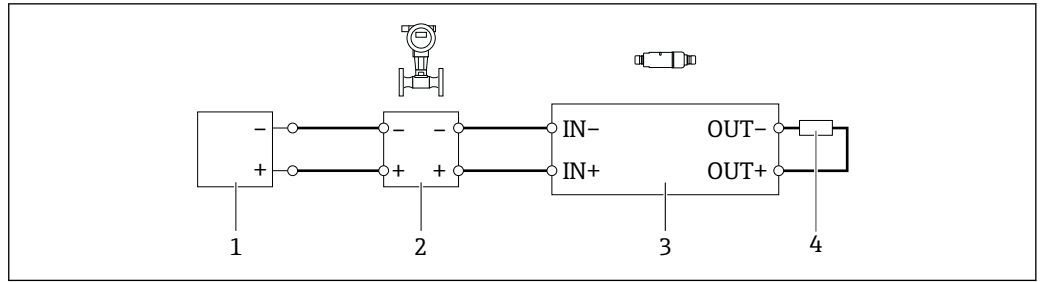 − − − IN− OUT−
+ + + IN+ OUT+
1 2 3 4